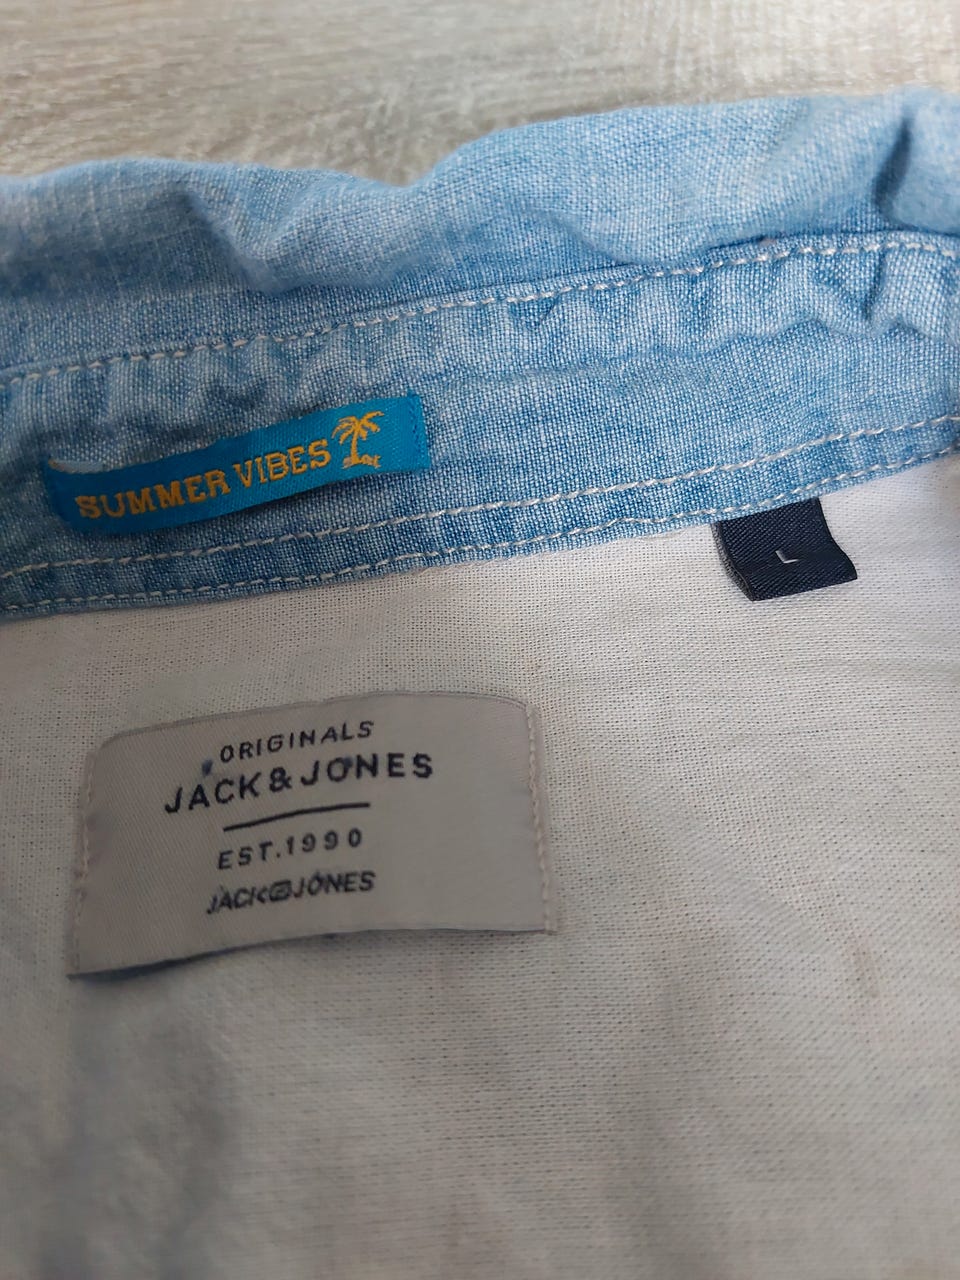 SUMMER VIBES
L
ORIGINALS
JACK & JONES
EST.1990
JACK&JONES